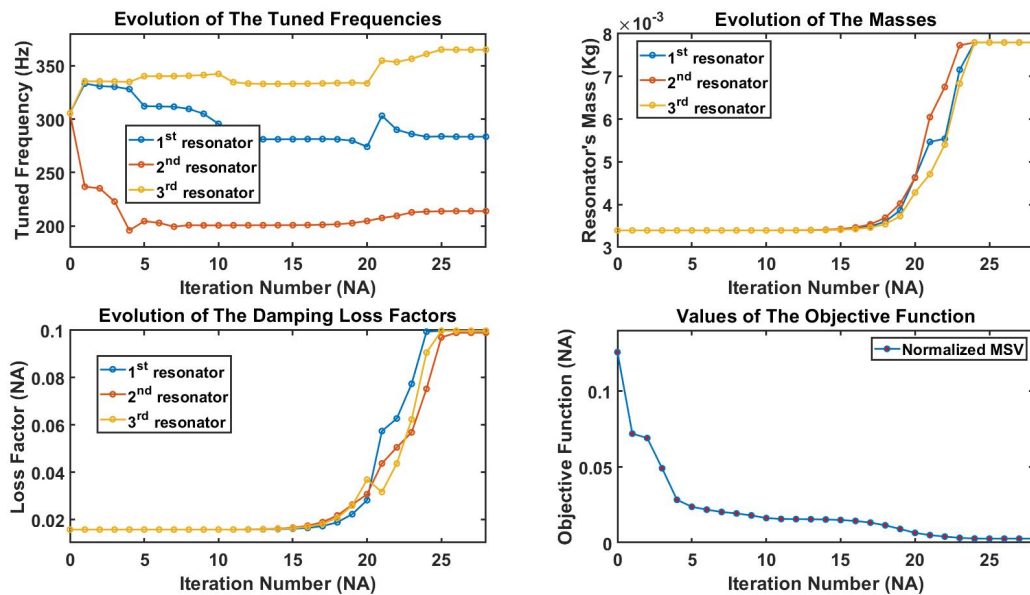 Evolution of The Tuned Frequencies
Tuned Frequency (Hz)
350
300
250
200
1st resonator
2nd resonator
3rd resonator
0 5 10 15 20 25
Iteration Number (NA)
Evolution of The Masses
× 10-3
Resonator's Mass (Kg)
8
7
6
5
4
3
1st resonator
2nd resonator
3rd resonator
0 5 10 15 20 25
Iteration Number (NA)
Evolution of The Damping Loss Factors
Loss Factor (NA)
0.1
0.08
0.06
0.04
0.02
1st resonator
2nd resonator
3rd resonator
0 5 10 15 20 25
Iteration Number (NA)
Values of The Objective Function
Objective Function (NA)
0.1
0.05
0
Normalized MSV
0 5 10 15 20 25
Iteration Number (NA)